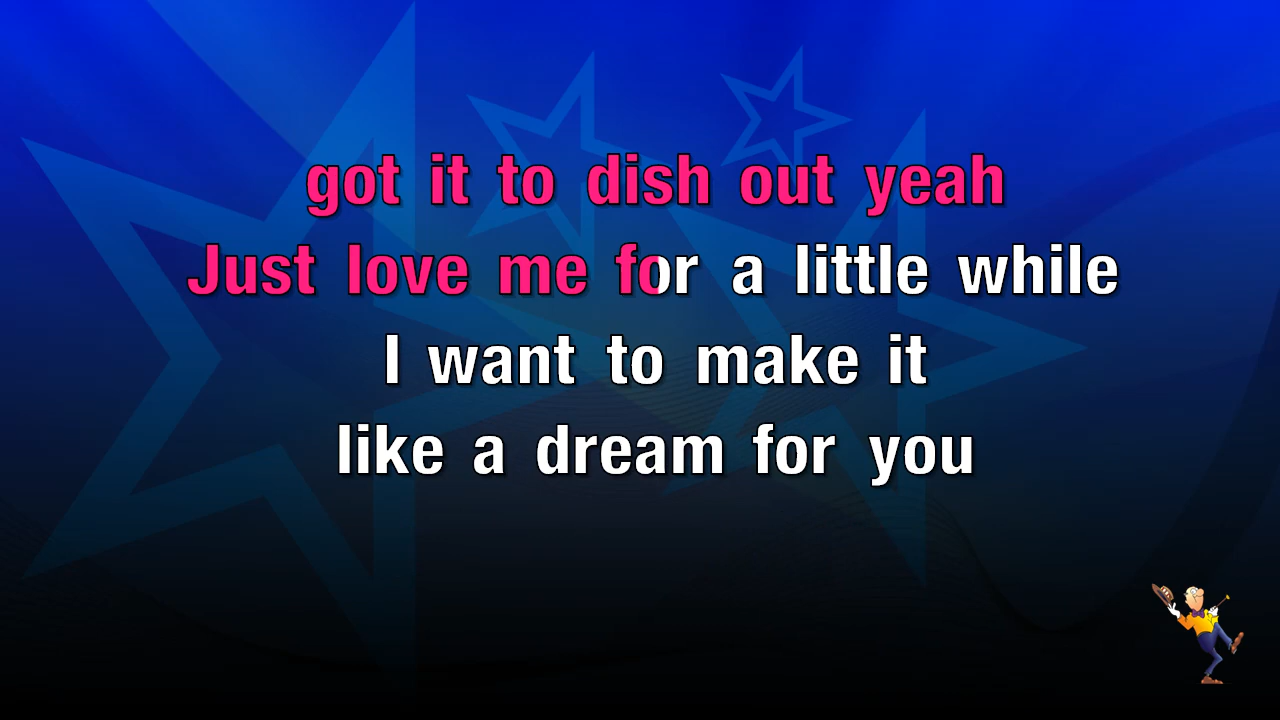 got it to dish out yeah
Just love me for a little while
I want to make it
like a dream for you